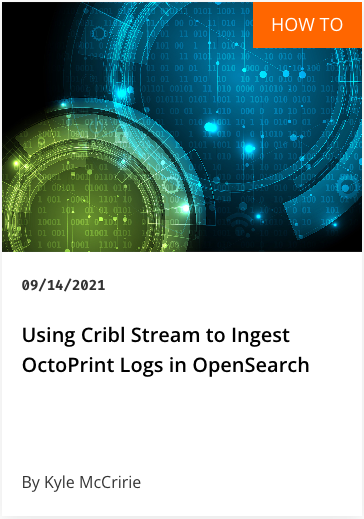 HOW TO
09/14/2021
Using Cribl Stream to Ingest
OctoPrint Logs in OpenSearch
By Kyle McCririe